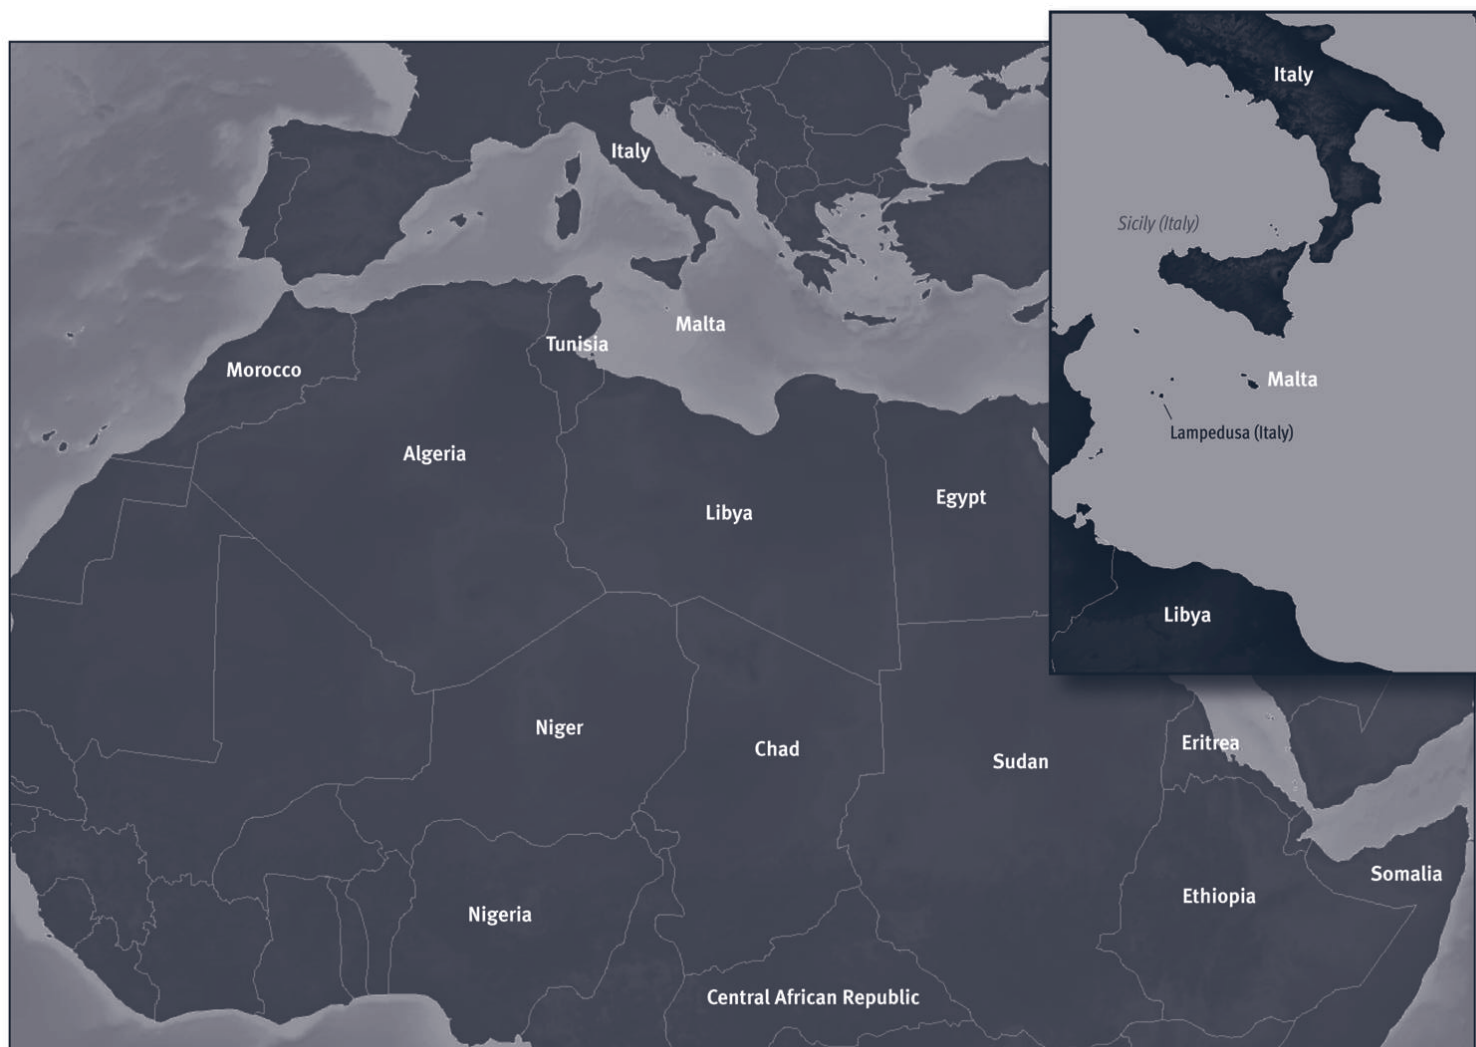 Italy
Malta
Tunisia
Morocco
Algeria
Libya
Egypt
Niger
Chad
Sudan
Eritrea
Nigeria
Ethiopia
Somalia
Central African Republic
Italy
Sicily (Italy)
Malta
Lampedusa (Italy)
Libya